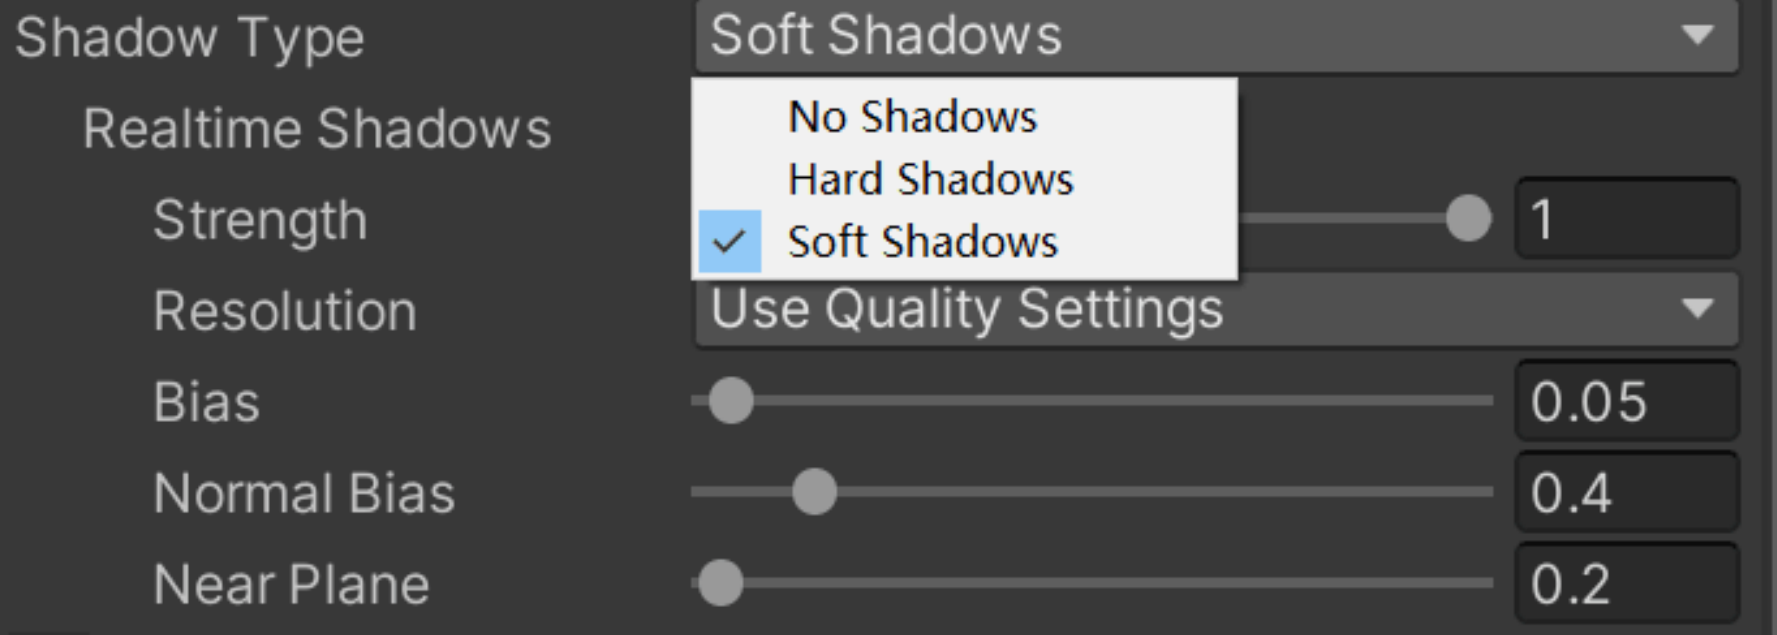 Shadow Type Soft Shadows
No Shadows
Realtime Shadows
Hard Shadows
Strength 1
Soft Shadows
Resolution Use Quality Settings
Bias 0.05
Normal Bias 0.4
Near Plane 0.2